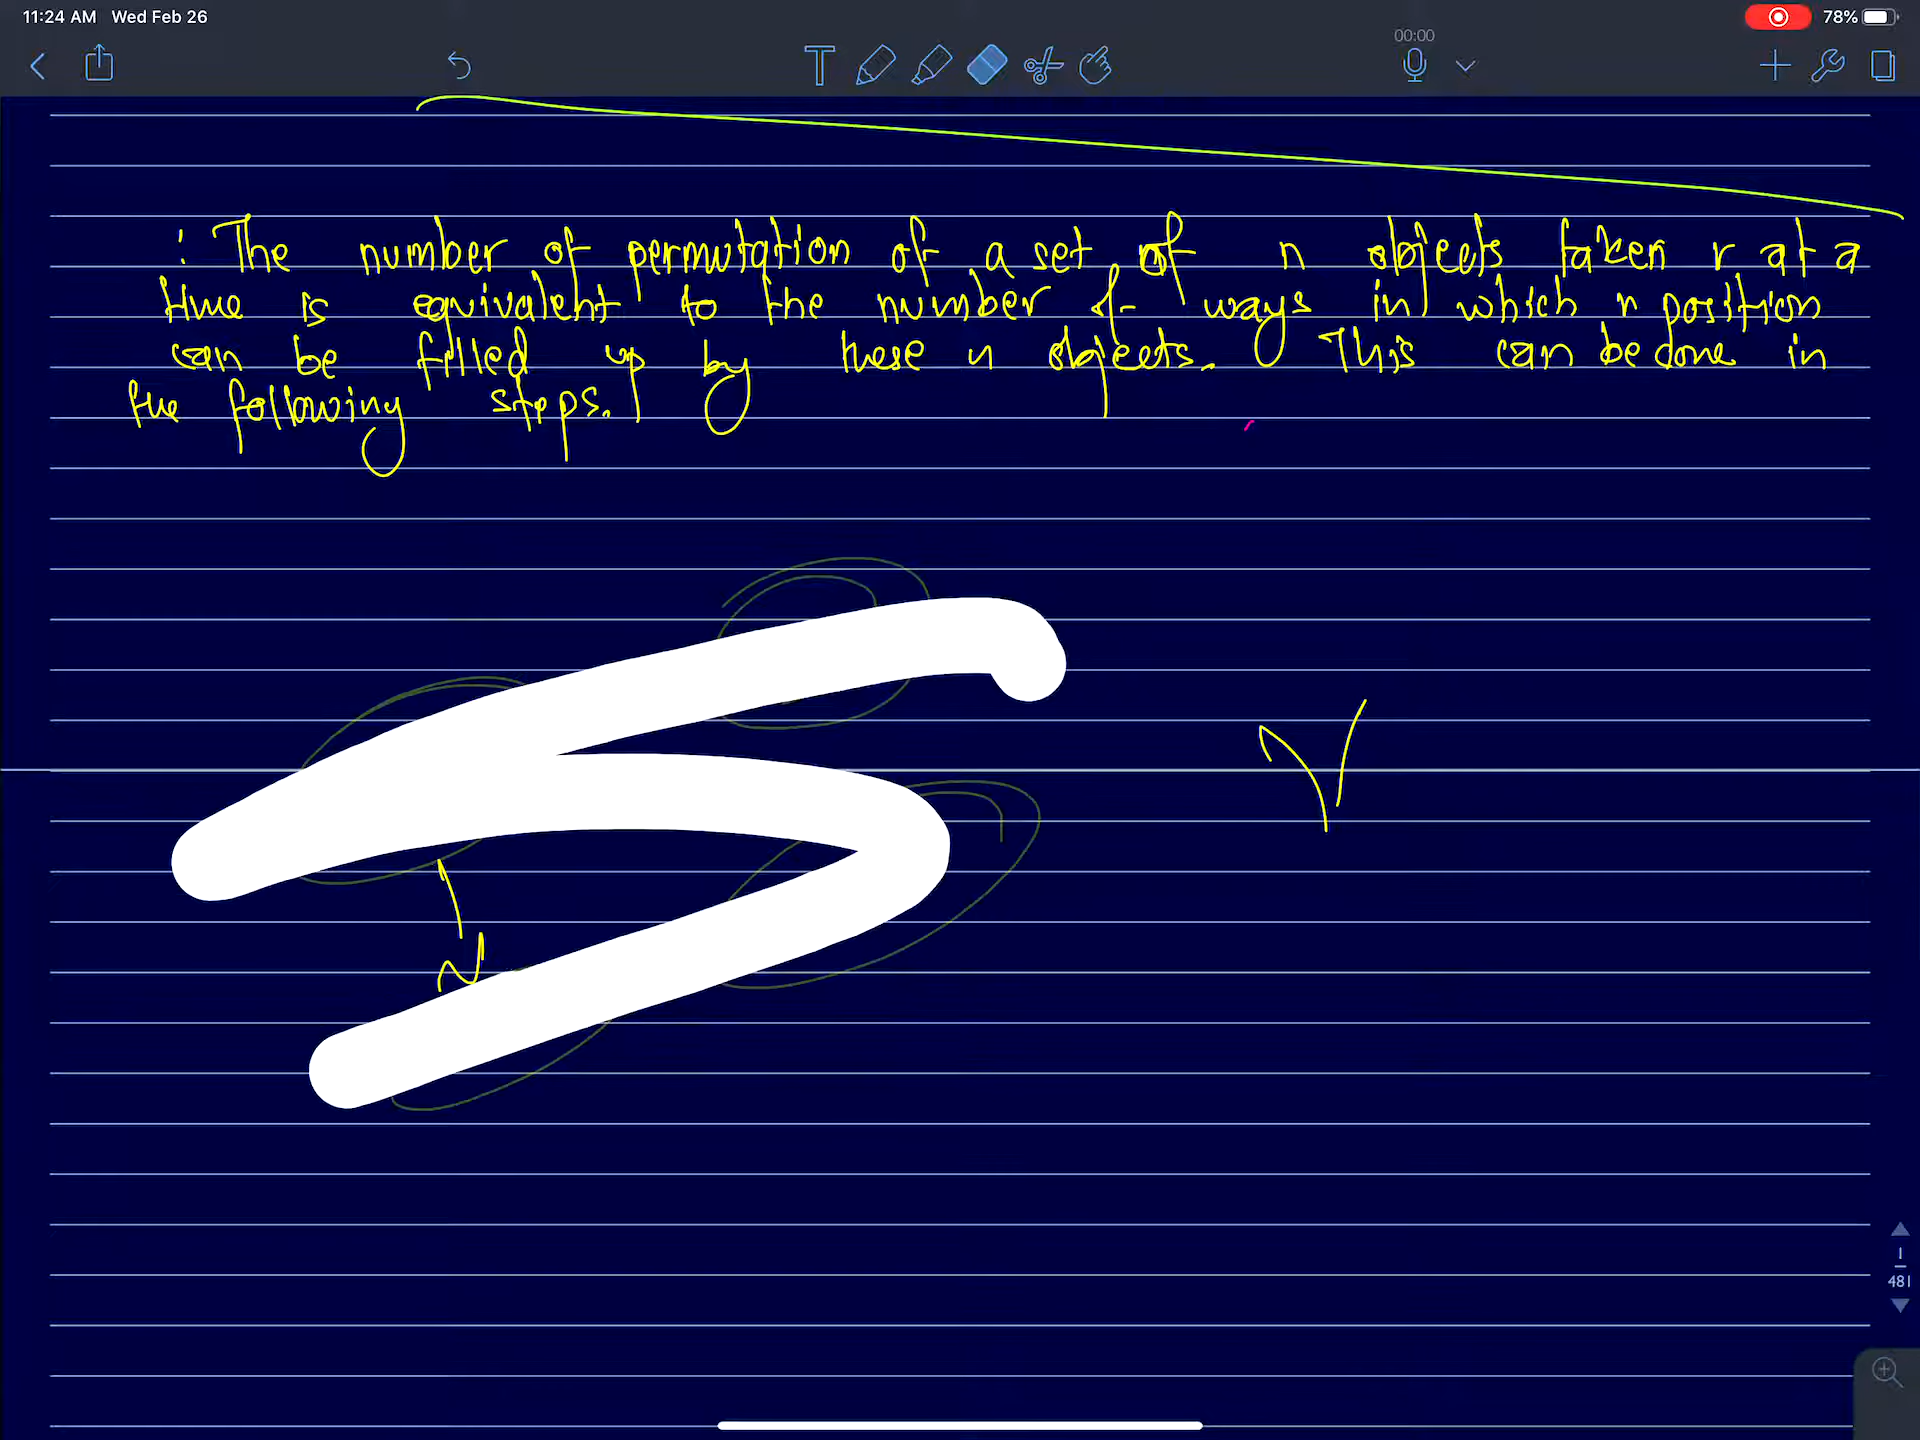 11:24 AM Wed Feb 26
78%
00:00
: The number of permutation of a set of n objects taken r at a
time is equivalent to the number of ways in which r position
can be filled up by these n objects. This can be done in
the following steps.
1
481